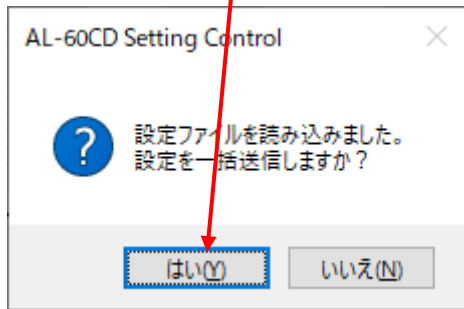 AL-60CD Setting Control
設定ファイルを読み込みました。
設定を一括送信しますか？
はい(Y)
いいえ(N)